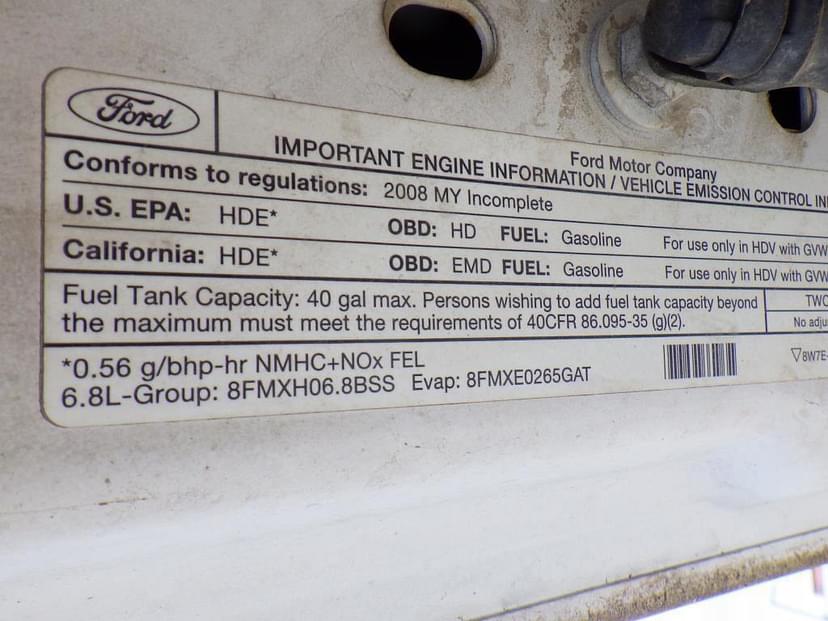 Ford
Ford Motor Company
IMPORTANT ENGINE INFORMATION / VEHICLE EMISSION CONTROL
Conforms to regulations: 2008 MY Incomplete
U.S. EPA: HDE* OBD: HD FUEL: Gasoline For use only in HDV with GVW
California: HDE* OBD: EMD FUEL: Gasoline For use only in HDV with GVW
Fuel Tank Capacity: 40 gal max. Persons wishing to add fuel tank capacity beyond
the maximum must meet the requirements of 40CFR 86.095-35 (g)(2).
TWC
No adju
*0.56 g/bhp-hr NMHC+NOx FEL
6.8L-Group: 8FMXH06.8BSS Evap: 8FMXE0265GAT
8W7E-